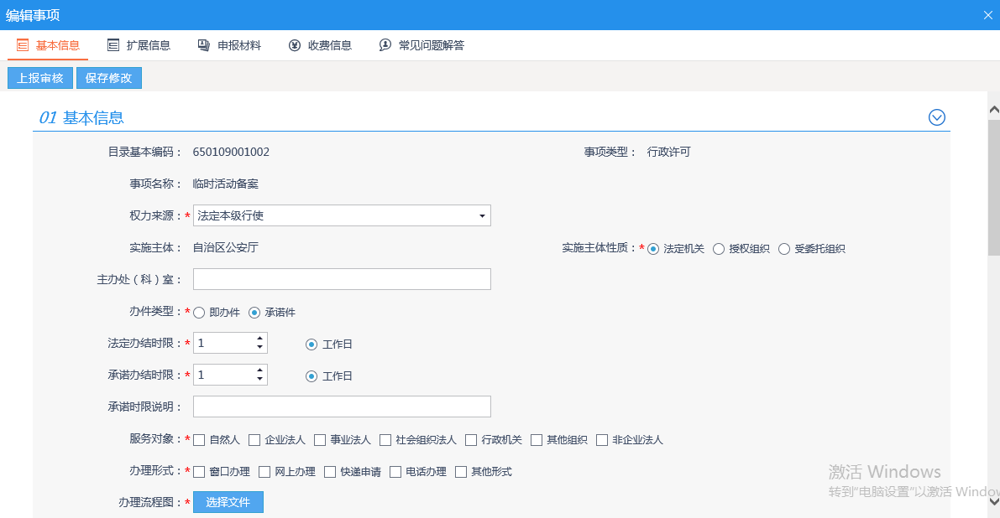 编辑事项
基本信息 扩展信息 申报材料 收费信息 常见问题解答
上报审核 保存修改
01 基本信息
目录基本编码： 650109001002 事项类型： 行政许可
事项名称： 临时活动备案
权力来源：* 法定本级行使
实施主体： 自治区公安厅 实施主体性质：* 法定机关 授权组织 受委托组织
主办处（科）室：
办件类型：* 即办件 承诺件
法定办结时限：* 1 工作日
承诺办结时限：* 1 工作日
承诺时限说明：
服务对象：* 自然人 企业法人 事业法人 社会组织法人 行政机关 其他组织 非企业法人
办理形式：* 窗口办理 网上办理 快递申请 电话办理 其他形式
办理流程图：* 选择文件
激活 Windows
转到"电脑设置"以激活 Windo